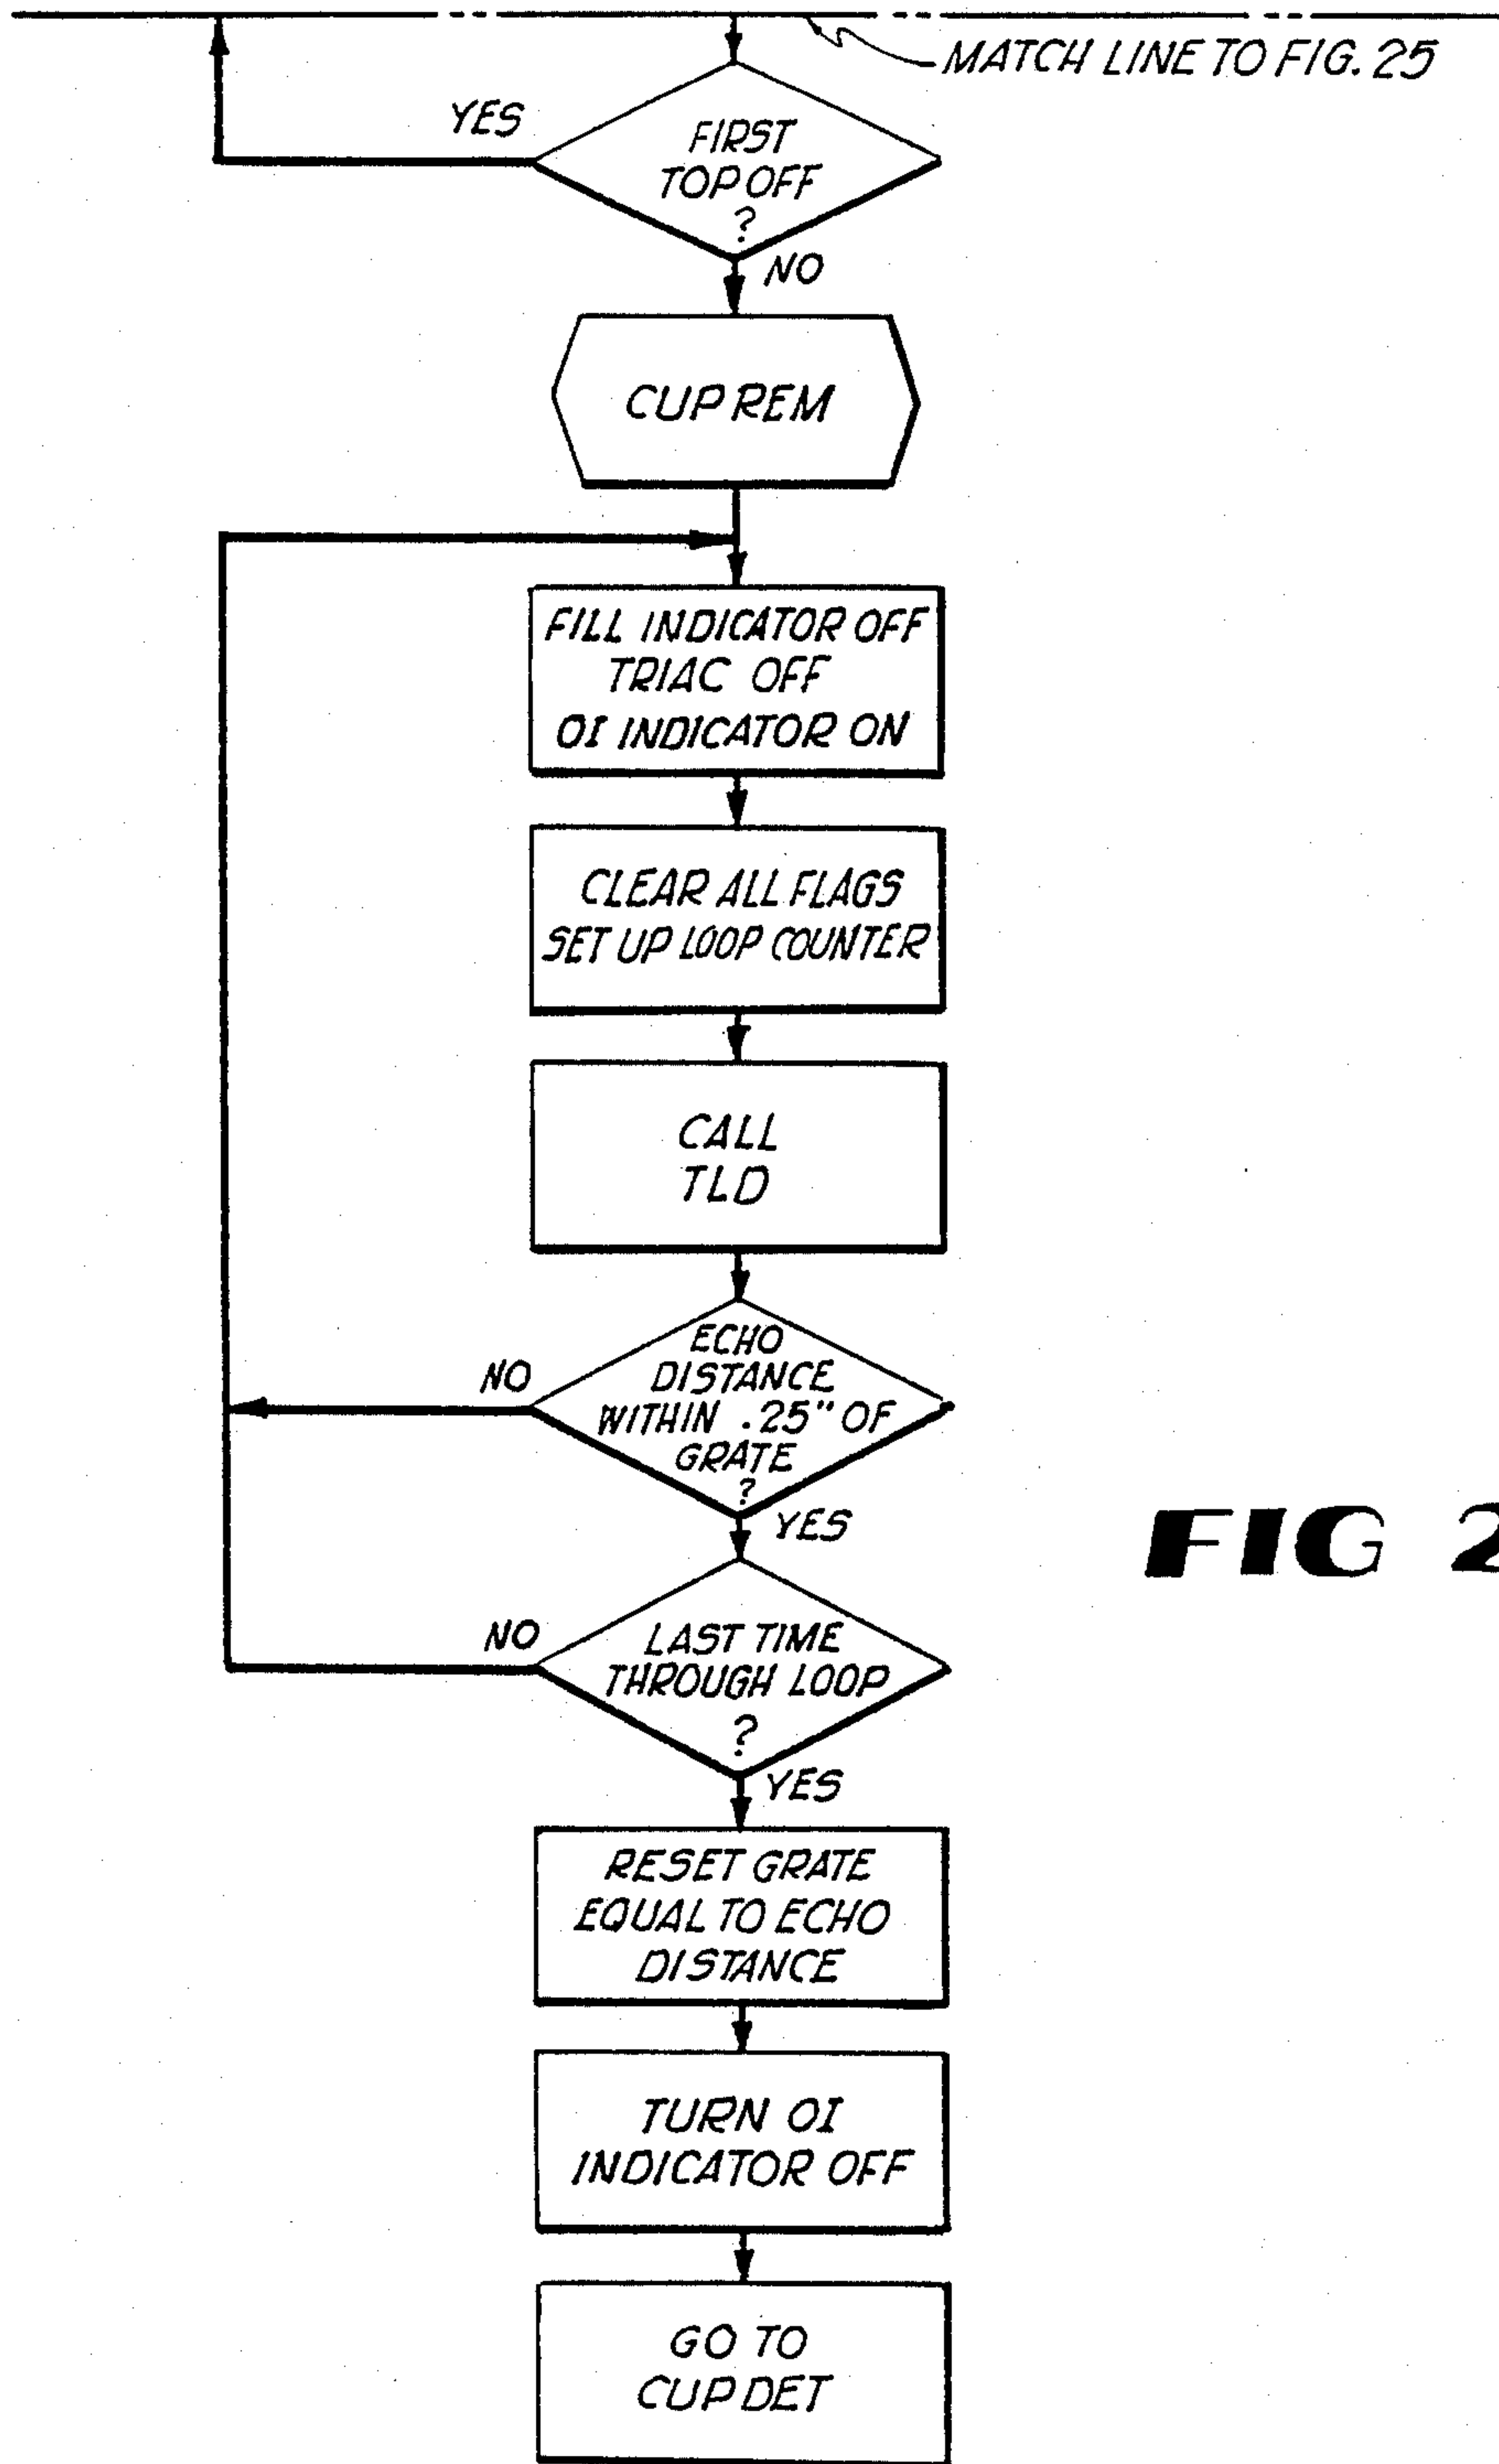 MATCH LINE TO FIG. 25
YES
FIRST
TOP OFF
?
NO
CUP REM
FILL INDICATOR OFF
TRIAC OFF
OI INDICATOR ON
CLEAR ALL FLAGS
SET UP LOOP COUNTER
CALL
TLD
ECHO
DISTANCE
WITHIN .25" OF
GRATE
?
NO
YES
LAST TIME
THROUGH LOOP
?
NO
YES
RESET GRATE
EQUAL TO ECHO
DISTANCE
TURN OI
INDICATOR OFF
GO TO
CUP DET
FIG 2